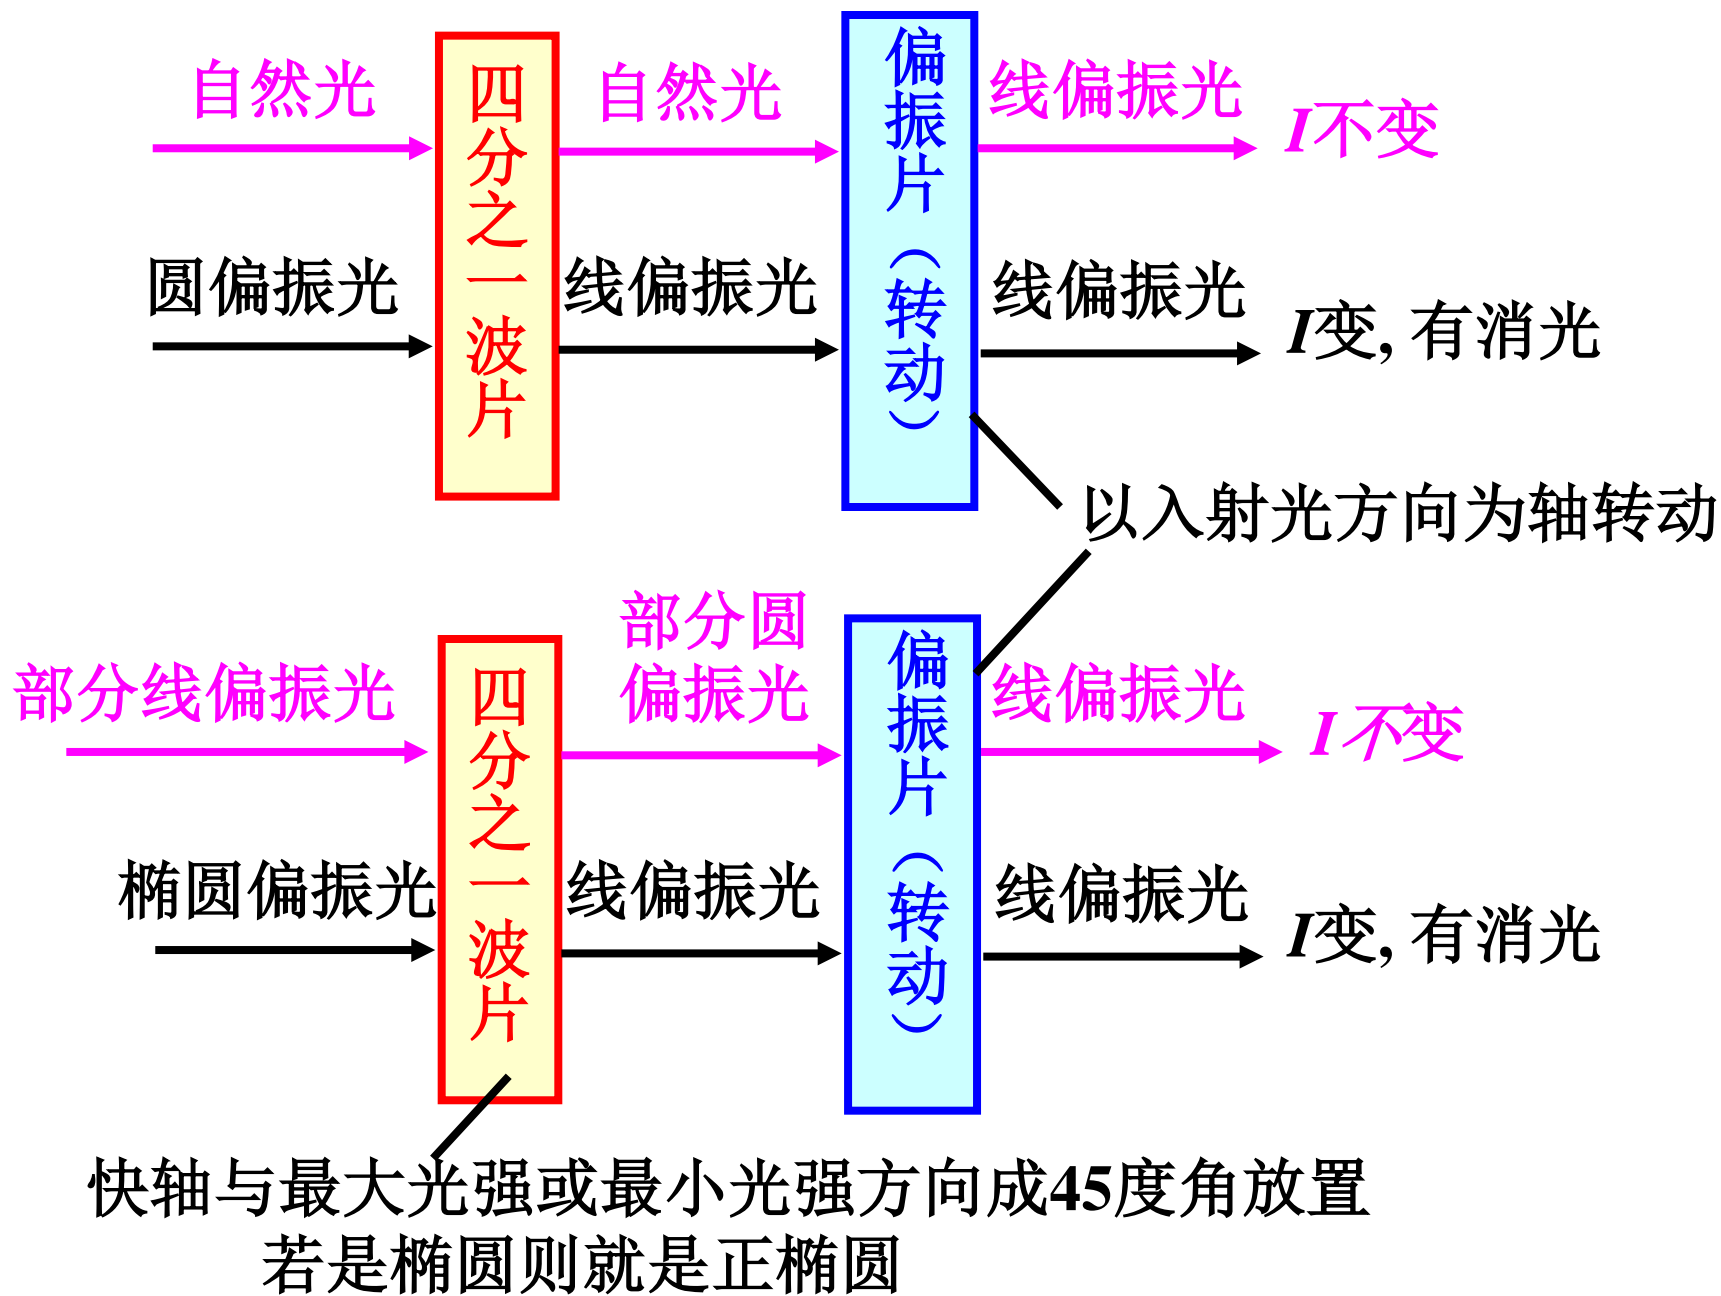 自然光
四分之一波片
自然光
偏振片（转动）
线偏振光
I不变
圆偏振光
线偏振光
线偏振光
I变, 有消光
以入射光方向为轴转动
部分线偏振光
四分之一波片
部分圆
偏振光
偏振片（转动）
线偏振光
I不变
椭圆偏振光
线偏振光
线偏振光
I变, 有消光
快轴与最大光强或最小光强方向成45度角放置
若是椭圆则就是正椭圆